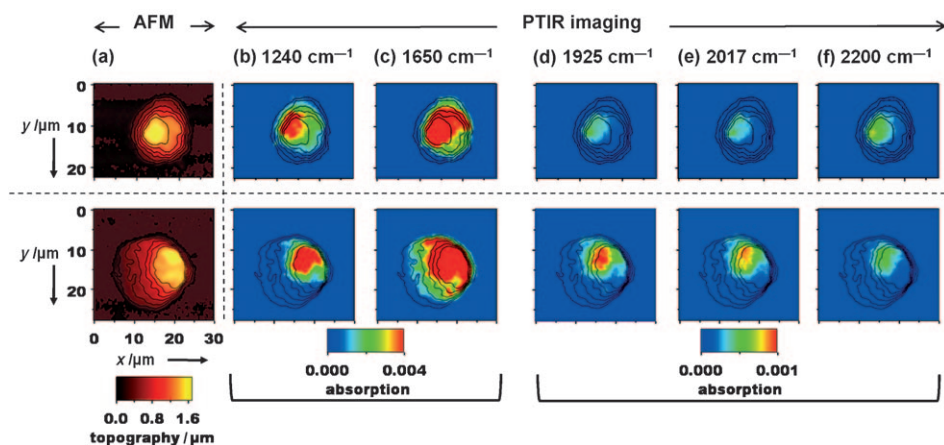 AFM PTIR imaging
(a) (b) 1240 cm—1 (c) 1650 cm—1 (d) 1925 cm—1 (e) 2017 cm—1 (f) 2200 cm—1
0
y /μm 10
20
0
y /μm 10
20
0 10 20 30
x /μm
0.000 0.004 0.000 0.001
absorption absorption
0.0 0.8 1.6
topography / μm